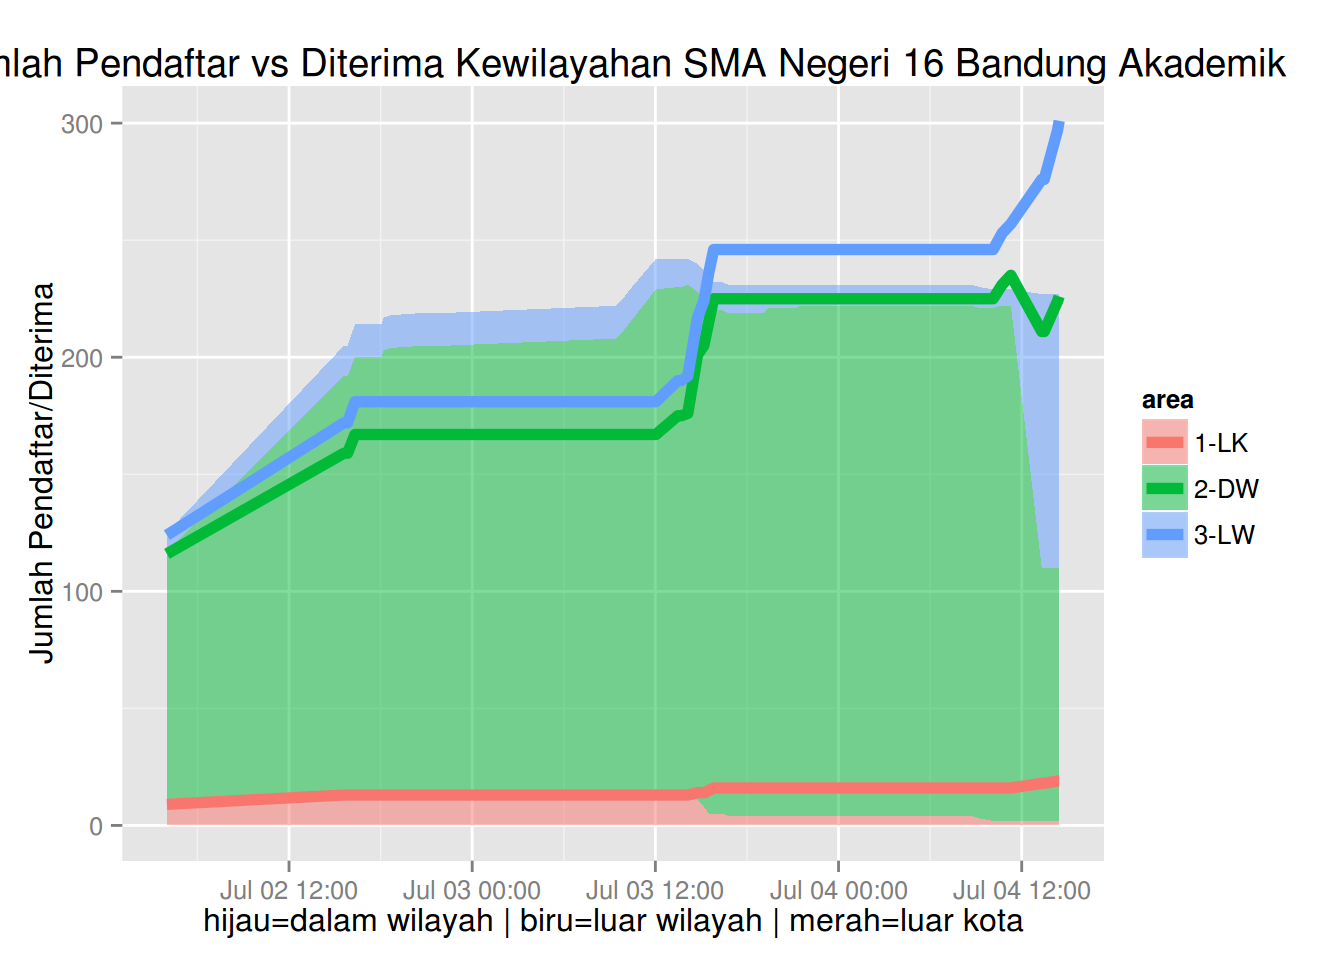 mlah Pendaftar vs Diterima Kewilayahan SMA Negeri 16 Bandung Akademik
Jumlah Pendaftar/Diterima
300
200
100
0
Jul 02 12:00 Jul 03 00:00 Jul 03 12:00 Jul 04 00:00 Jul 04 12:00
hijau=dalam wilayah | biru=luar wilayah | merah=luar kota
area
1-LK
2-DW
3-LW